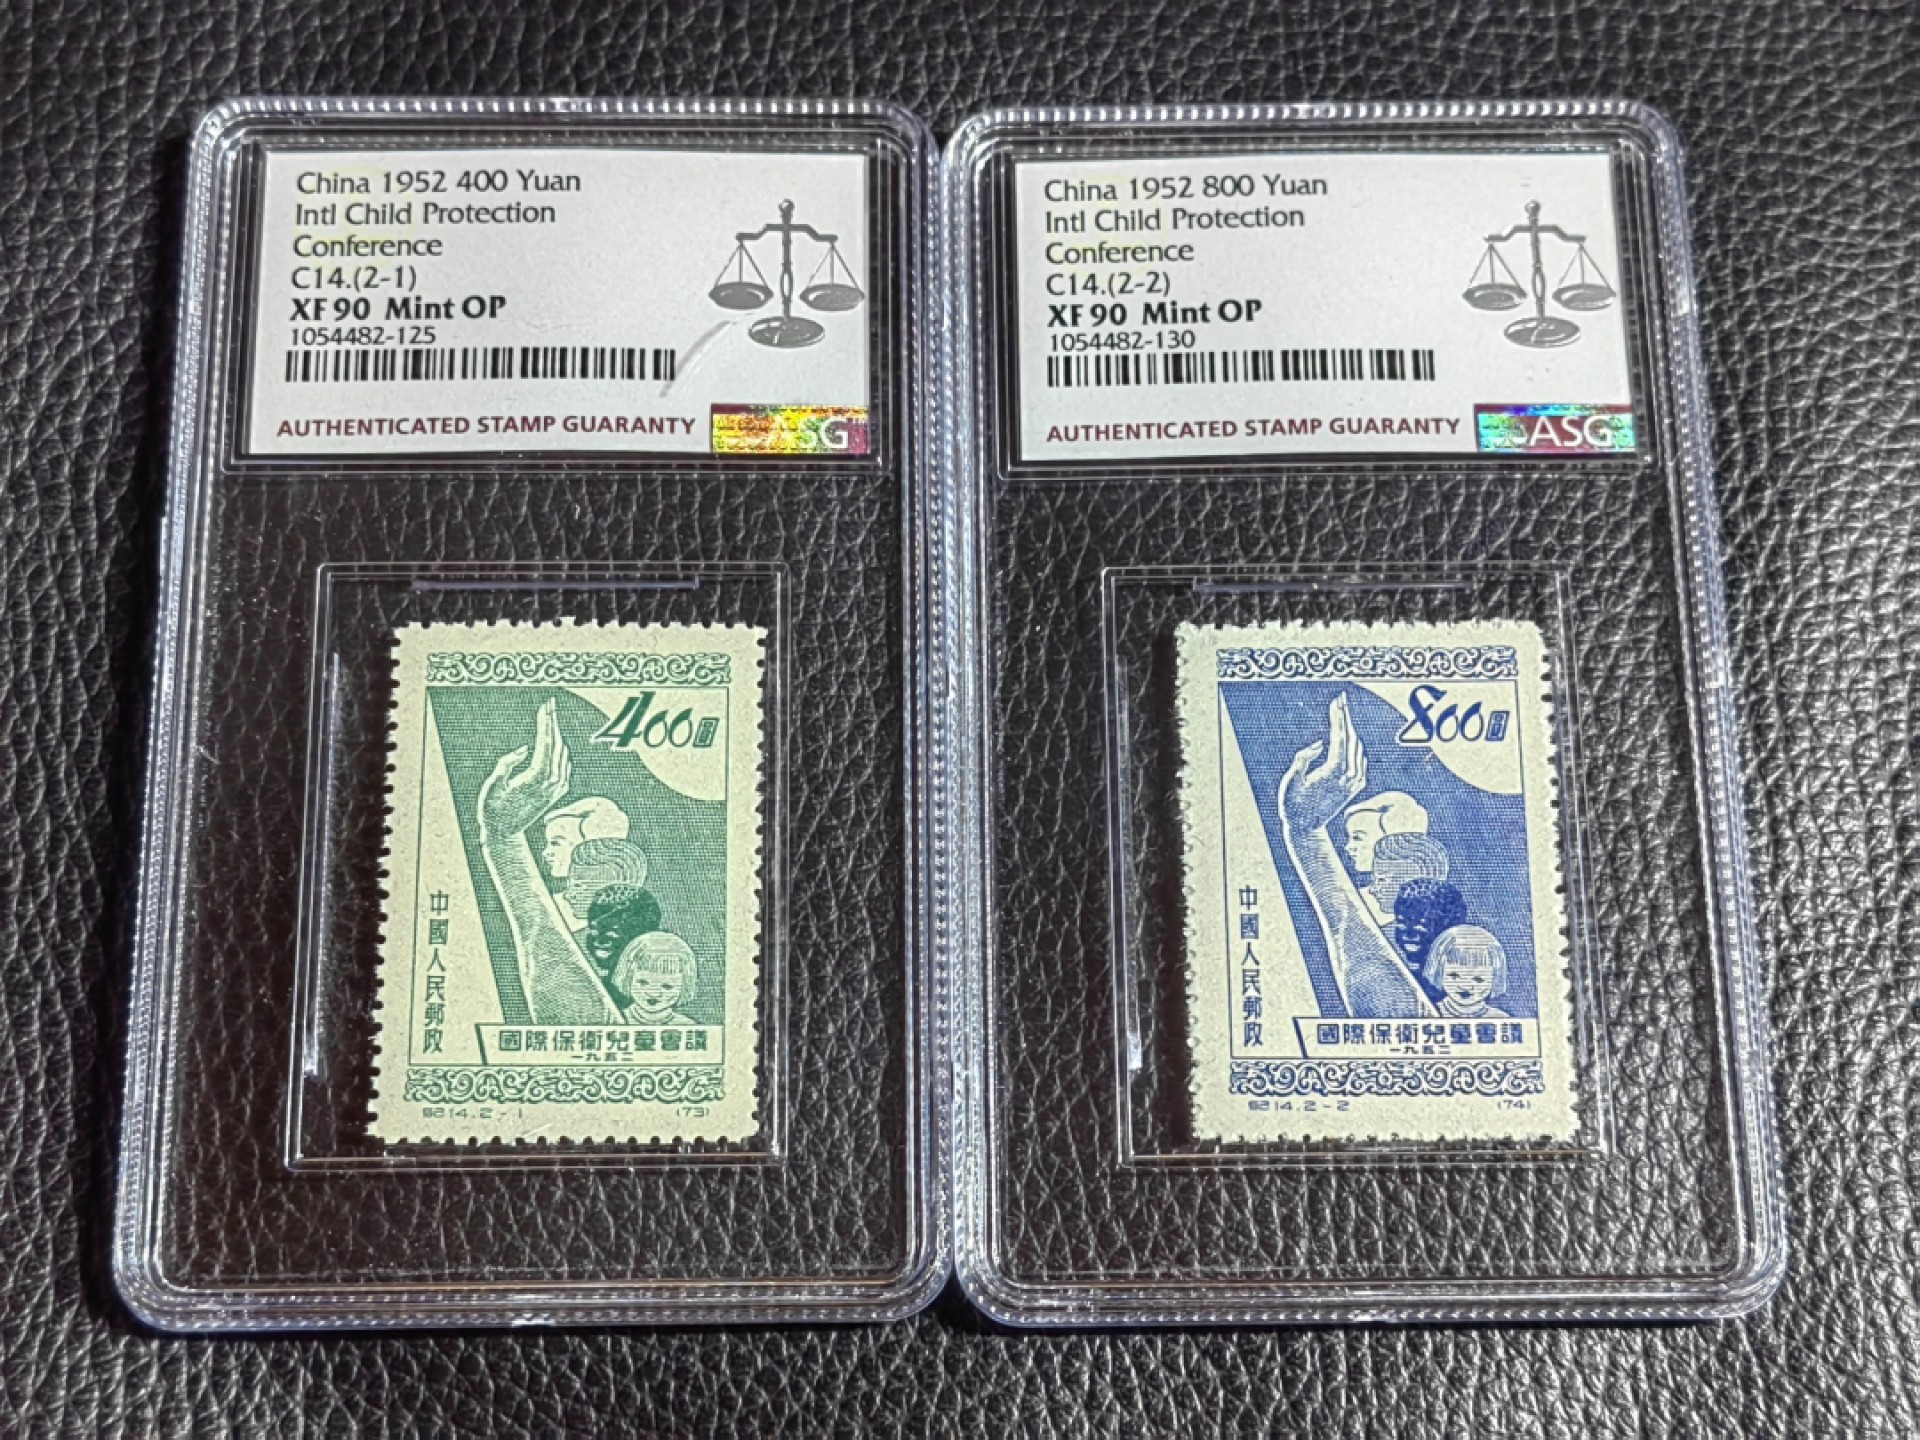 China 1952 400 Yuan
Intl Child Protection
Conference
C14.(2-1)
XF 90 Mint OP
1054482-125
AUTHENTICATED STAMP GUARANTY
ASG
400圓
中國人民郵政
國際保衛兒童會議
一九五二
紀14.2-1
(73)
China 1952 800 Yuan
Intl Child Protection
Conference
C14.(2-2)
XF 90 Mint OP
1054482-130
AUTHENTICATED STAMP GUARANTY
ASG
800圓
中國人民郵政
國際保衛兒童會議
一九五二
紀14.2-2
(74)